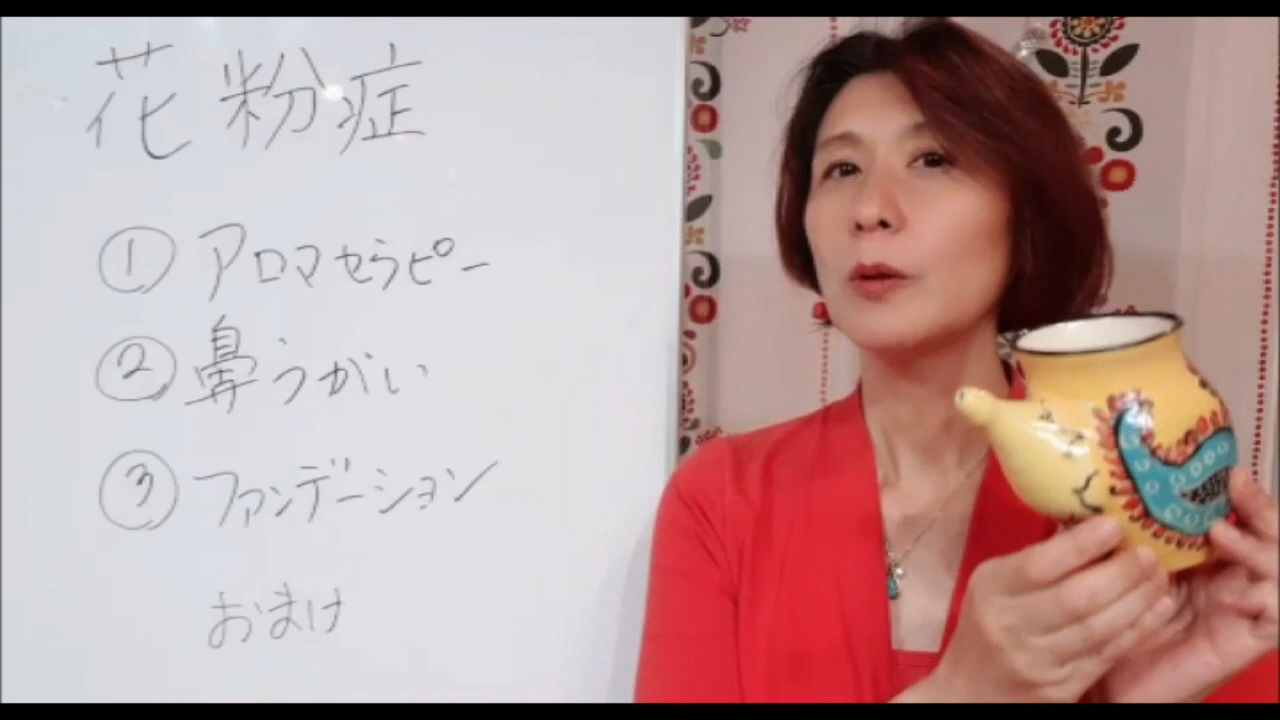 花粉症
① アロマセラピー
② 鼻うがい
③ ファンデーション
おまけ